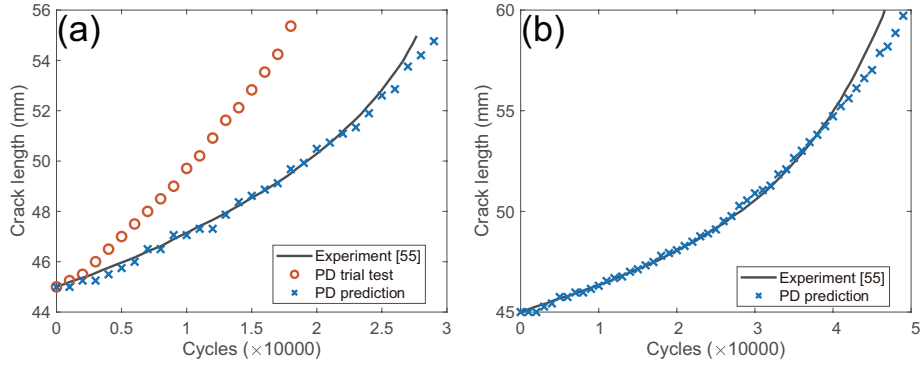 (a)
56
54
52
50
48
46
44
Crack length (mm)
0
0.5
1
1.5
2
2.5
3
Cycles (×10000)
Experiment [55]
PD trial test
PD prediction
(b)
60
55
50
45
Crack length (mm)
0
1
2
3
4
5
Cycles (×10000)
Experiment [55]
PD prediction